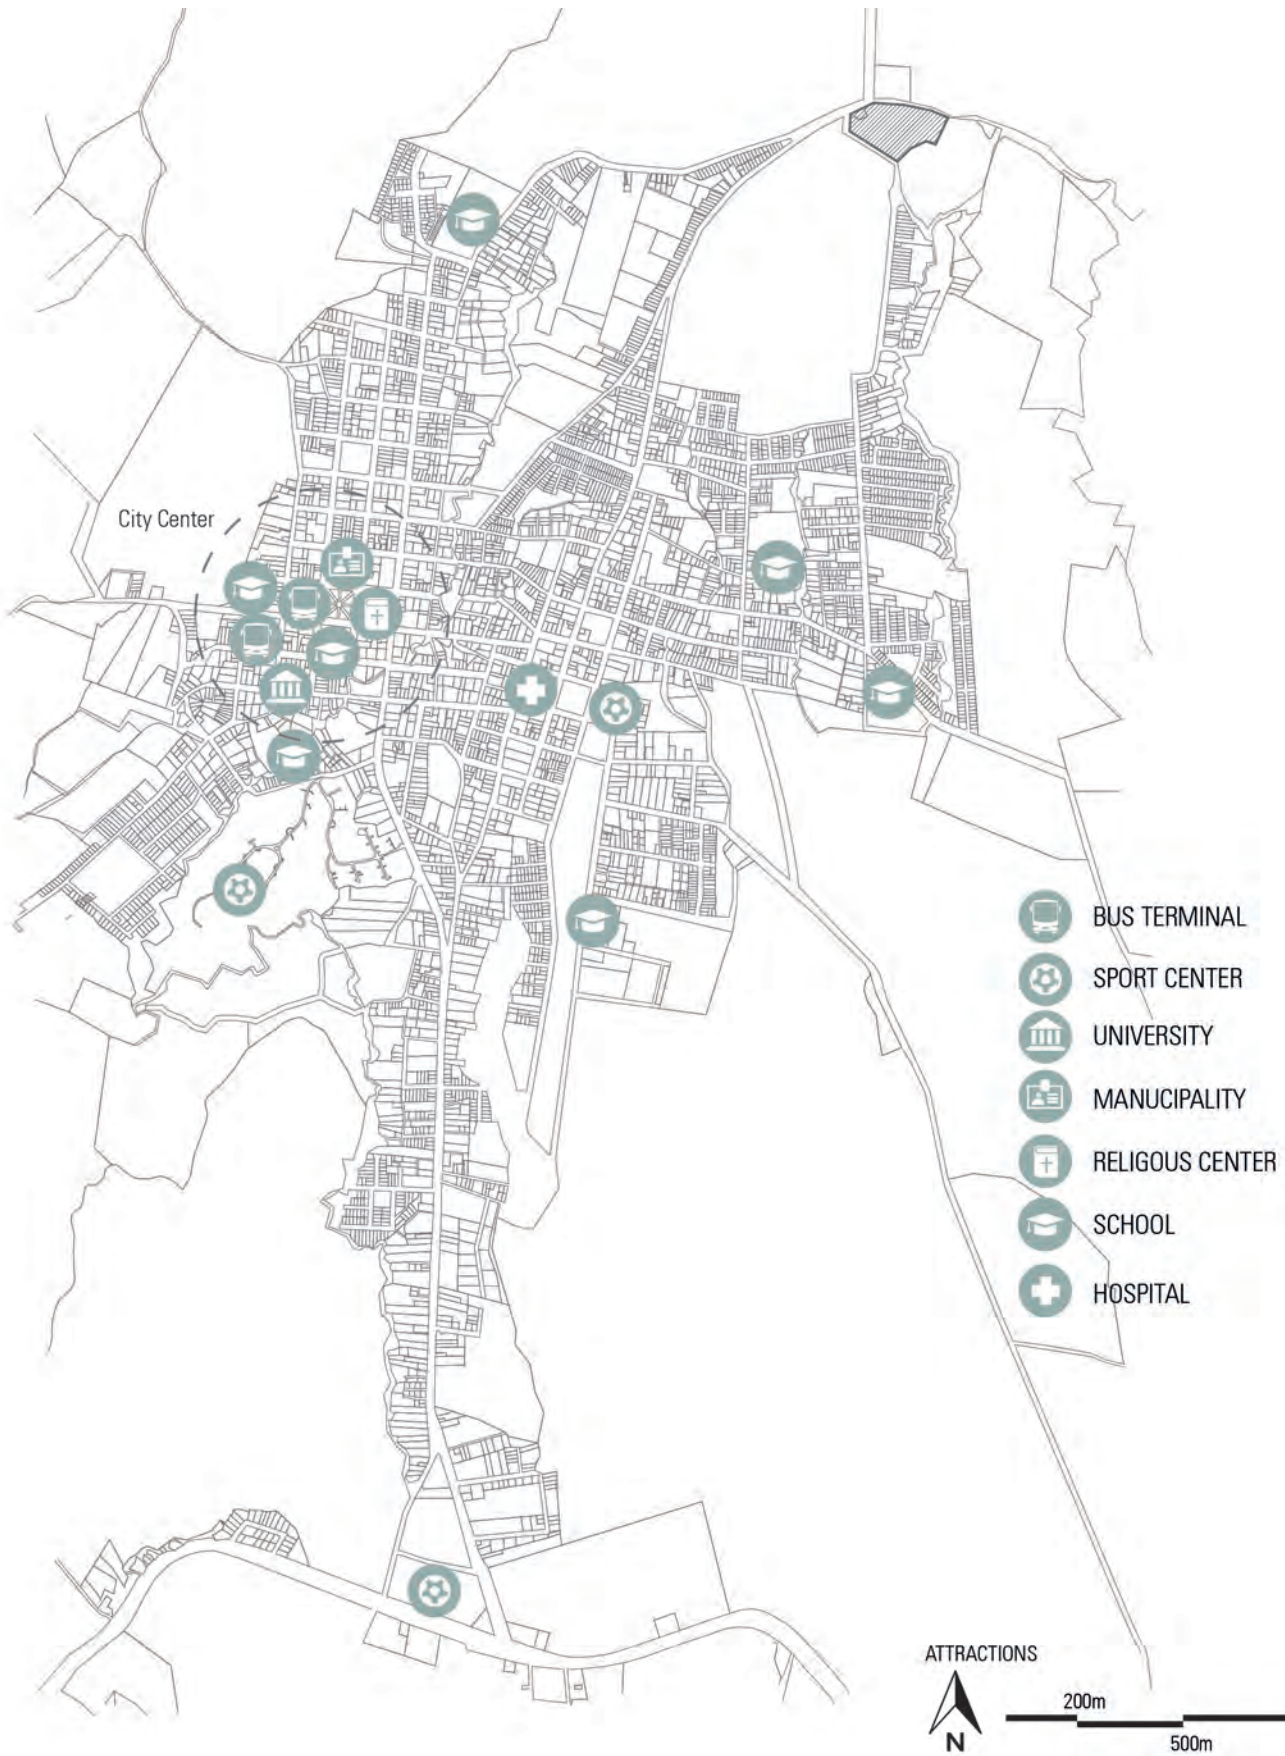 City Center
BUS TERMINAL
SPORT CENTER
UNIVERSITY
MANUCIPALITY
RELIGOUS CENTER
SCHOOL
HOSPITAL
ATTRACTIONS
N
200m
500m